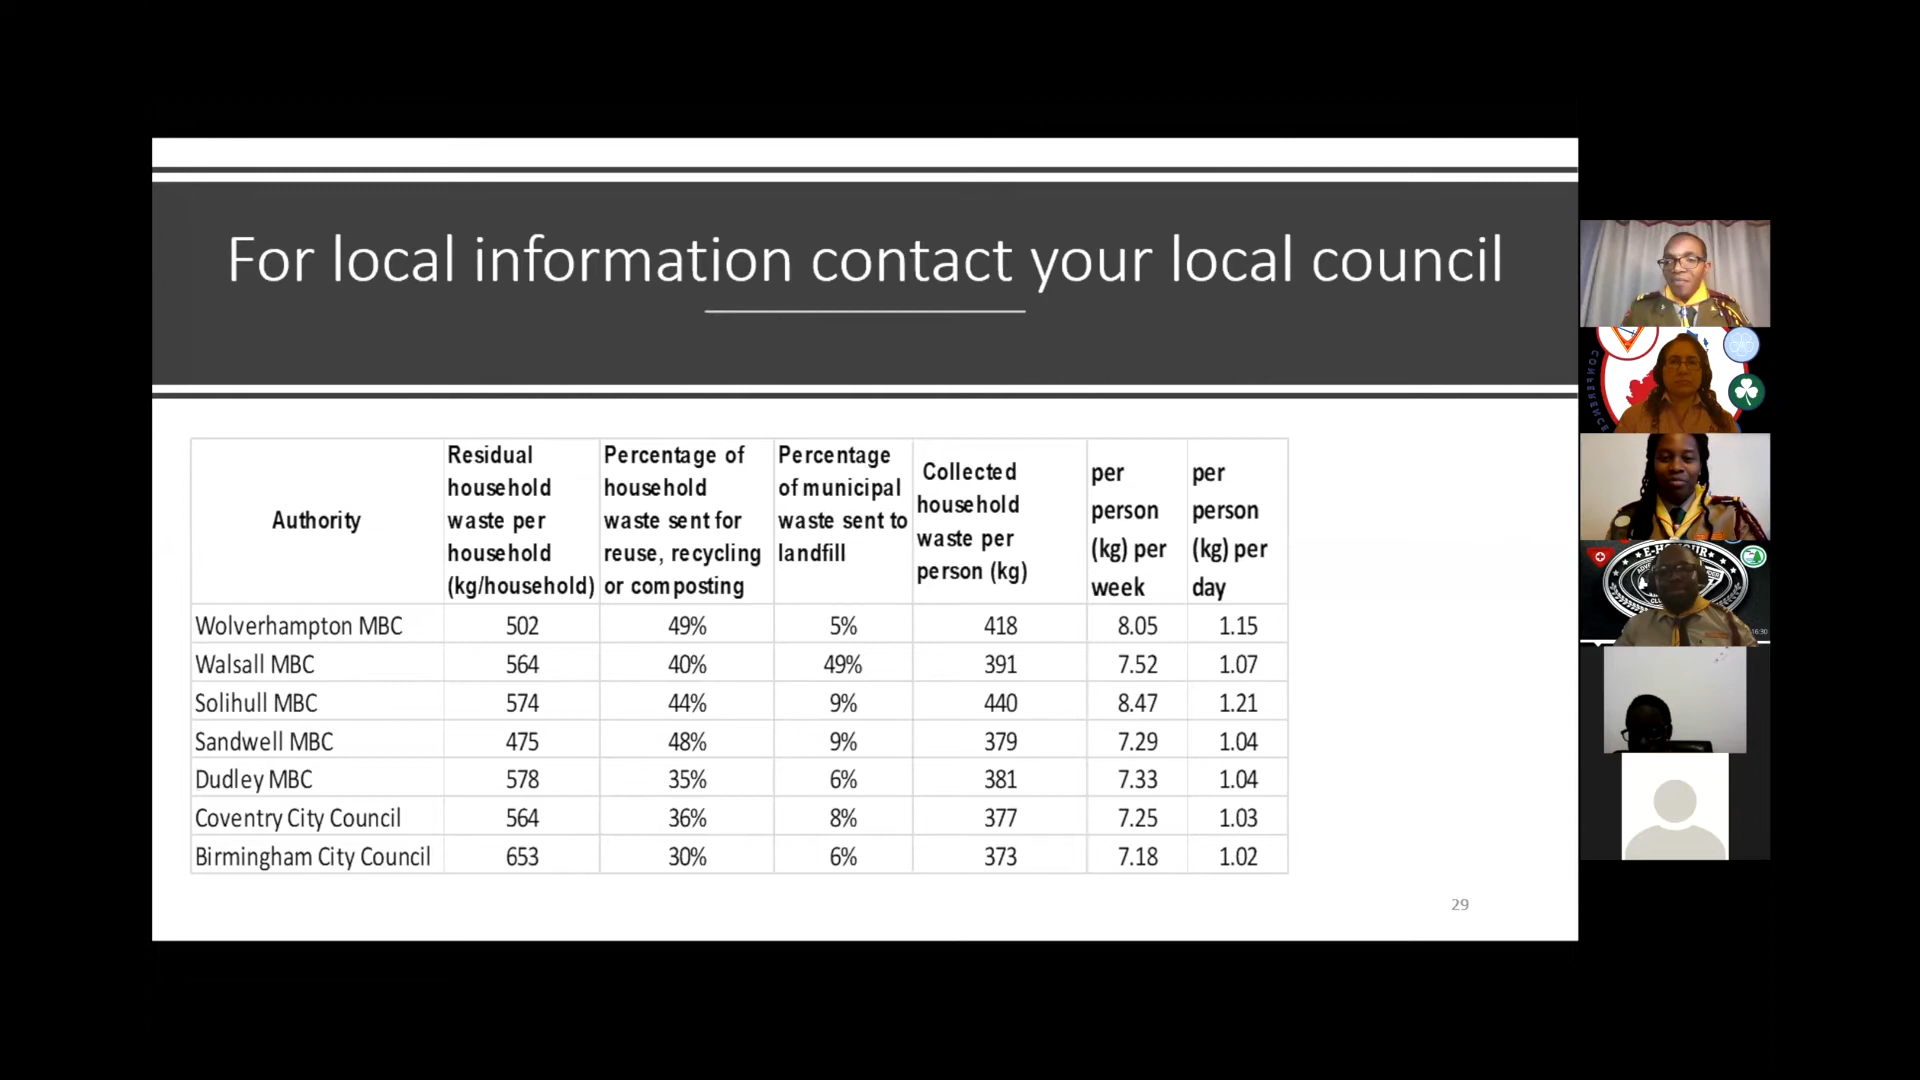 For local information contact your local council
Authority
Residual
household
waste per
household
(kg/household)
Percentage of
household
waste sent for
reuse, recycling
or composting
Percentage
of municipal
waste sent to
landfill
Collected
household
waste per
person (kg)
per
person
(kg) per
week
per
person
(kg) per
day
Wolverhampton MBC 502 49% 5% 418 8.05 1.15
Walsall MBC 564 40% 49% 391 7.52 1.07
Solihull MBC 574 44% 9% 440 8.47 1.21
Sandwell MBC 475 48% 9% 379 7.29 1.04
Dudley MBC 578 35% 6% 381 7.33 1.04
Coventry City Council 564 36% 8% 377 7.25 1.03
Birmingham City Council 653 30% 6% 373 7.18 1.02
29
CONFERENCE
E-HONOUR
16:30